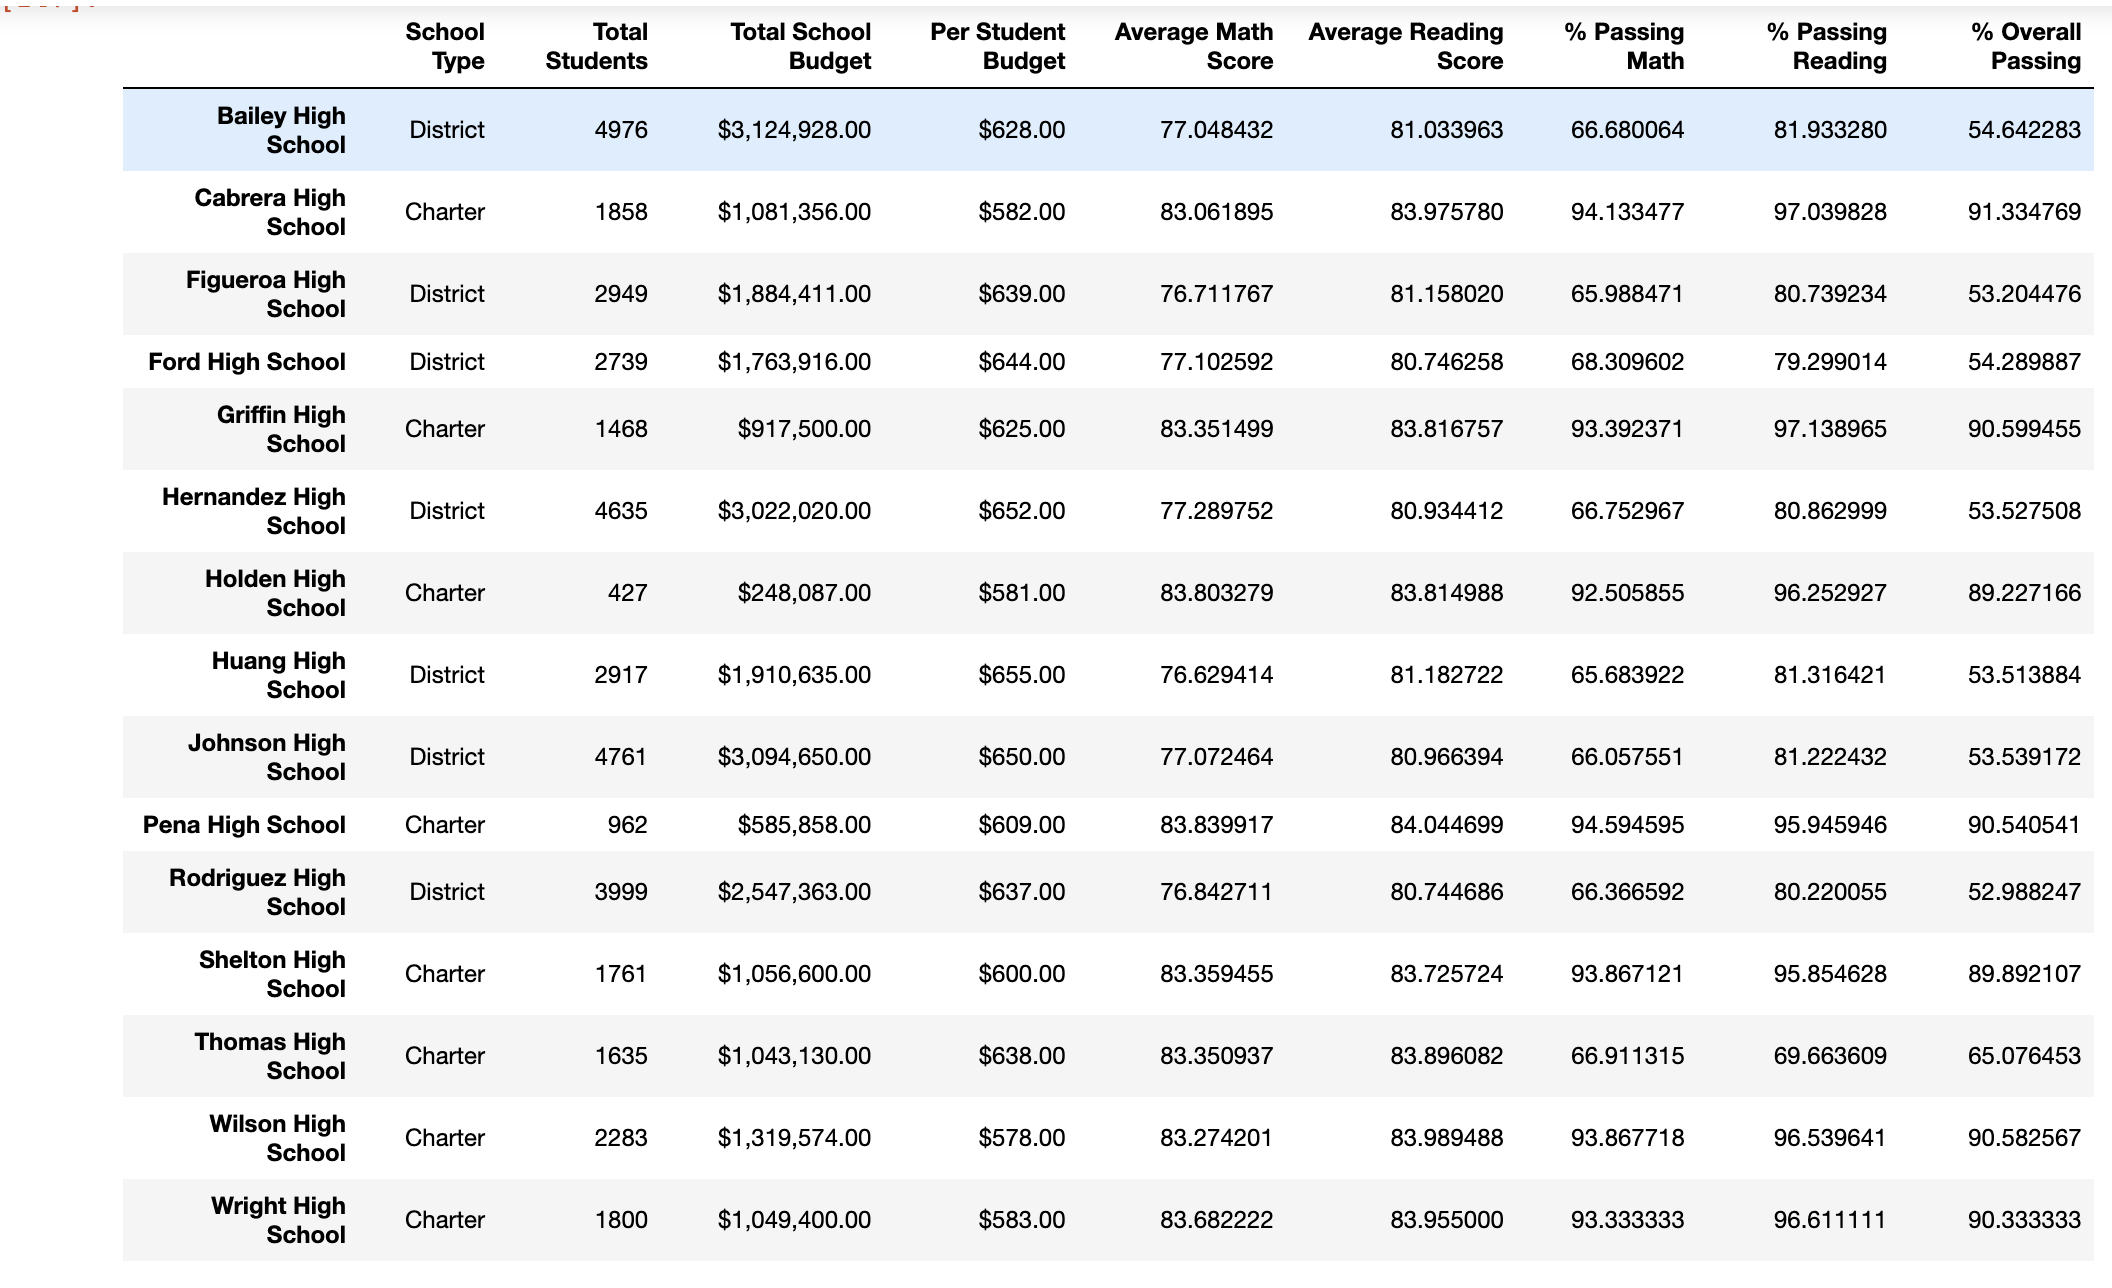 School Type Total Students Total School Budget Per Student Budget Average Math Score Average Reading Score % Passing Math % Passing Reading % Overall Passing
Bailey High School District 4976 $3,124,928.00 $628.00 77.048432 81.033963 66.680064 81.933280 54.642283
Cabrera High School Charter 1858 $1,081,356.00 $582.00 83.061895 83.975780 94.133477 97.039828 91.334769
Figueroa High School District 2949 $1,884,411.00 $639.00 76.711767 81.158020 65.988471 80.739234 53.204476
Ford High School District 2739 $1,763,916.00 $644.00 77.102592 80.746258 68.309602 79.299014 54.289887
Griffin High School Charter 1468 $917,500.00 $625.00 83.351499 83.816757 93.392371 97.138965 90.599455
Hernandez High School District 4635 $3,022,020.00 $652.00 77.289752 80.934412 66.752967 80.862999 53.527508
Holden High School Charter 427 $248,087.00 $581.00 83.803279 83.814988 92.505855 96.252927 89.227166
Huang High School District 2917 $1,910,635.00 $655.00 76.629414 81.182722 65.683922 81.316421 53.513884
Johnson High School District 4761 $3,094,650.00 $650.00 77.072464 80.966394 66.057551 81.222432 53.539172
Pena High School Charter 962 $585,858.00 $609.00 83.839917 84.044699 94.594595 95.945946 90.540541
Rodriguez High School District 3999 $2,547,363.00 $637.00 76.842711 80.744686 66.366592 80.220055 52.988247
Shelton High School Charter 1761 $1,056,600.00 $600.00 83.359455 83.725724 93.867121 95.854628 89.892107
Thomas High School Charter 1635 $1,043,130.00 $638.00 83.350937 83.896082 66.911315 69.663609 65.076453
Wilson High School Charter 2283 $1,319,574.00 $578.00 83.274201 83.989488 93.867718 96.539641 90.582567
Wright High School Charter 1800 $1,049,400.00 $583.00 83.682222 83.955000 93.333333 96.611111 90.333333